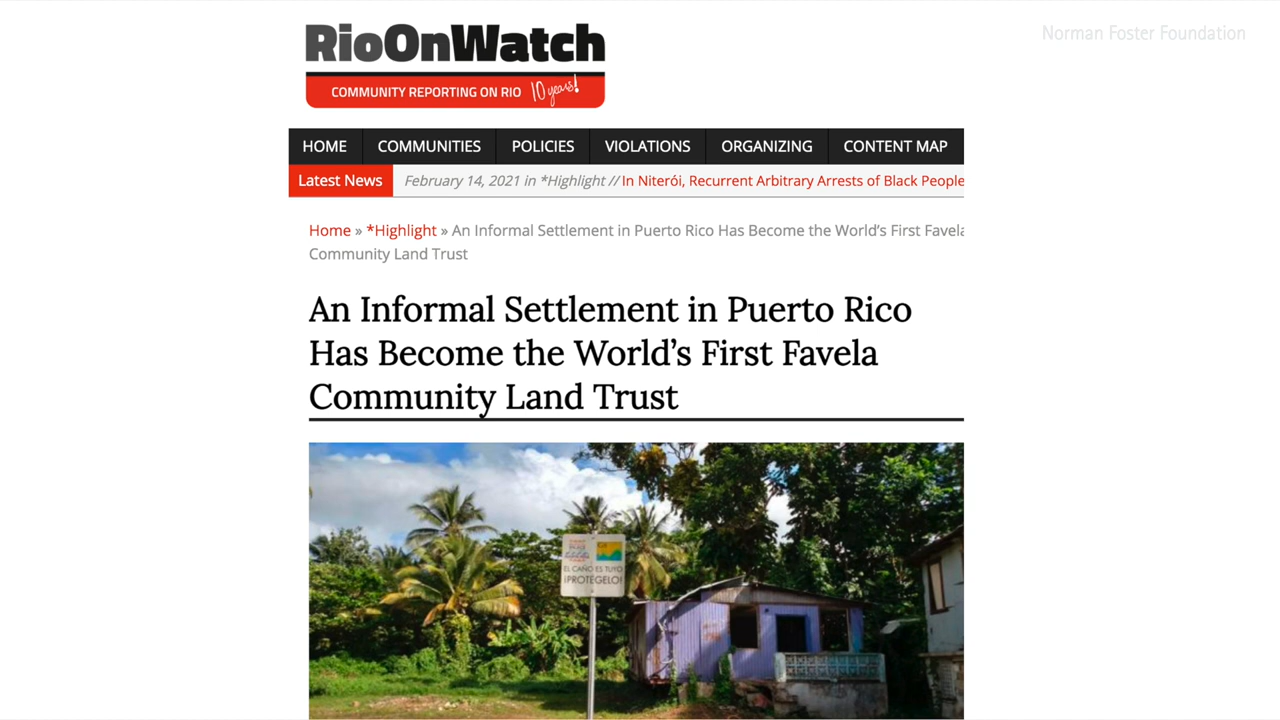 RioOnWatch
Norman Foster Foundation
COMMUNITY REPORTING ON RIO 10 years!
HOME COMMUNITIES POLICIES VIOLATIONS ORGANIZING CONTENT MAP
Latest News February 14, 2021 in *Highlight // In Niterói, Recurrent Arbitrary Arrests of Black People
Home » *Highlight » An Informal Settlement in Puerto Rico Has Become the World’s First Favela
Community Land Trust
An Informal Settlement in Puerto Rico
Has Become the World’s First Favela
Community Land Trust
EL CAÑO ES TUYO
¡PROTÉGELO!